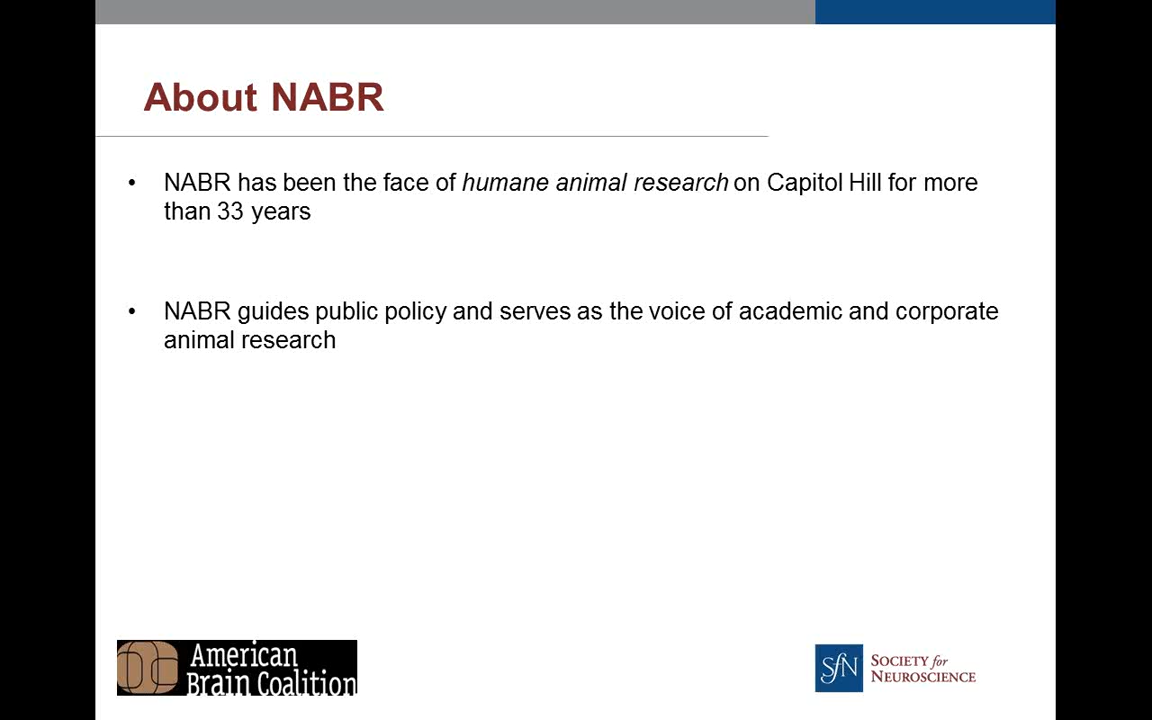 About NABR
• NABR has been the face of humane animal research on Capitol Hill for more
than 33 years
• NABR guides public policy and serves as the voice of academic and corporate
animal research
American
Brain Coalition
SfN
SOCIETY for
NEUROSCIENCE